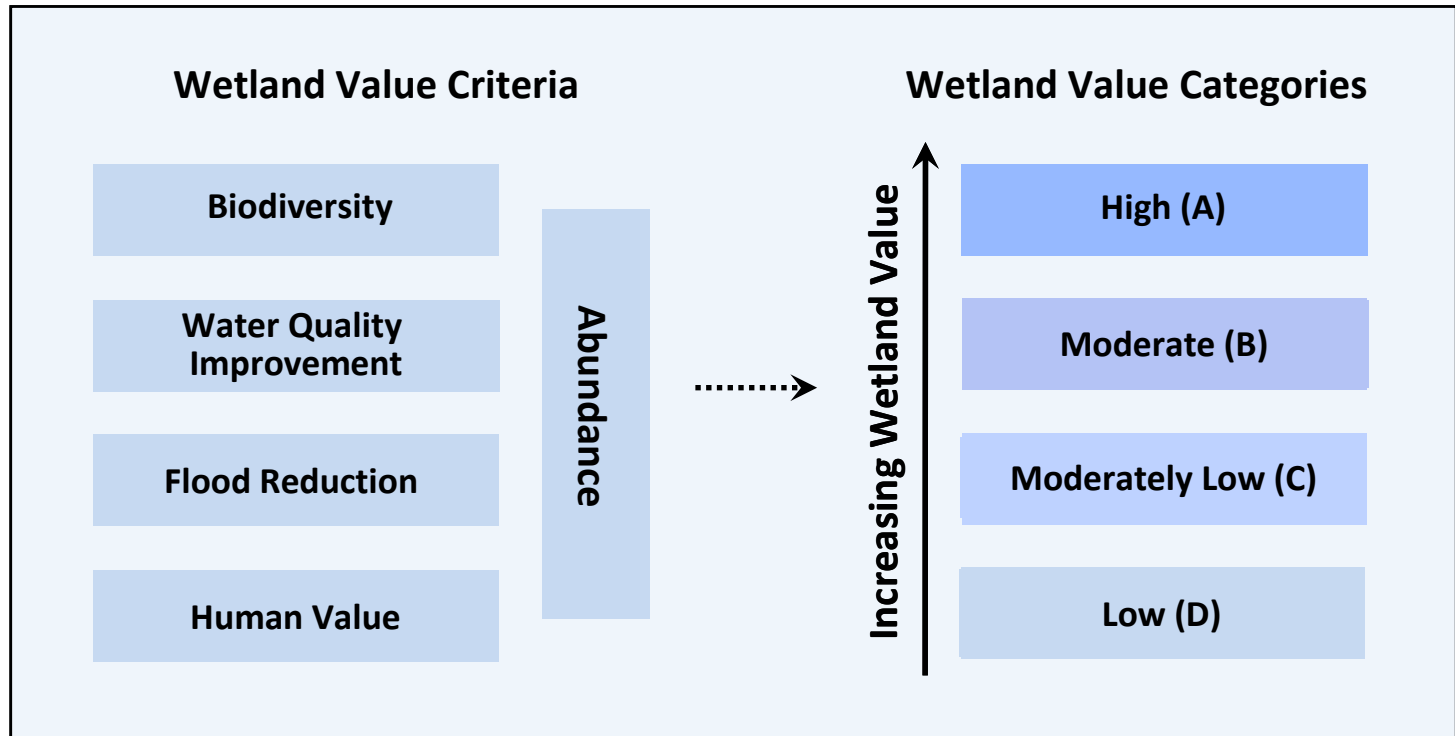 Wetland Value Criteria
Biodiversity
Water Quality
Improvement
Flood Reduction
Human Value
Abundance
Wetland Value Categories
Increasing Wetland Value
High (A)
Moderate (B)
Moderately Low (C)
Low (D)